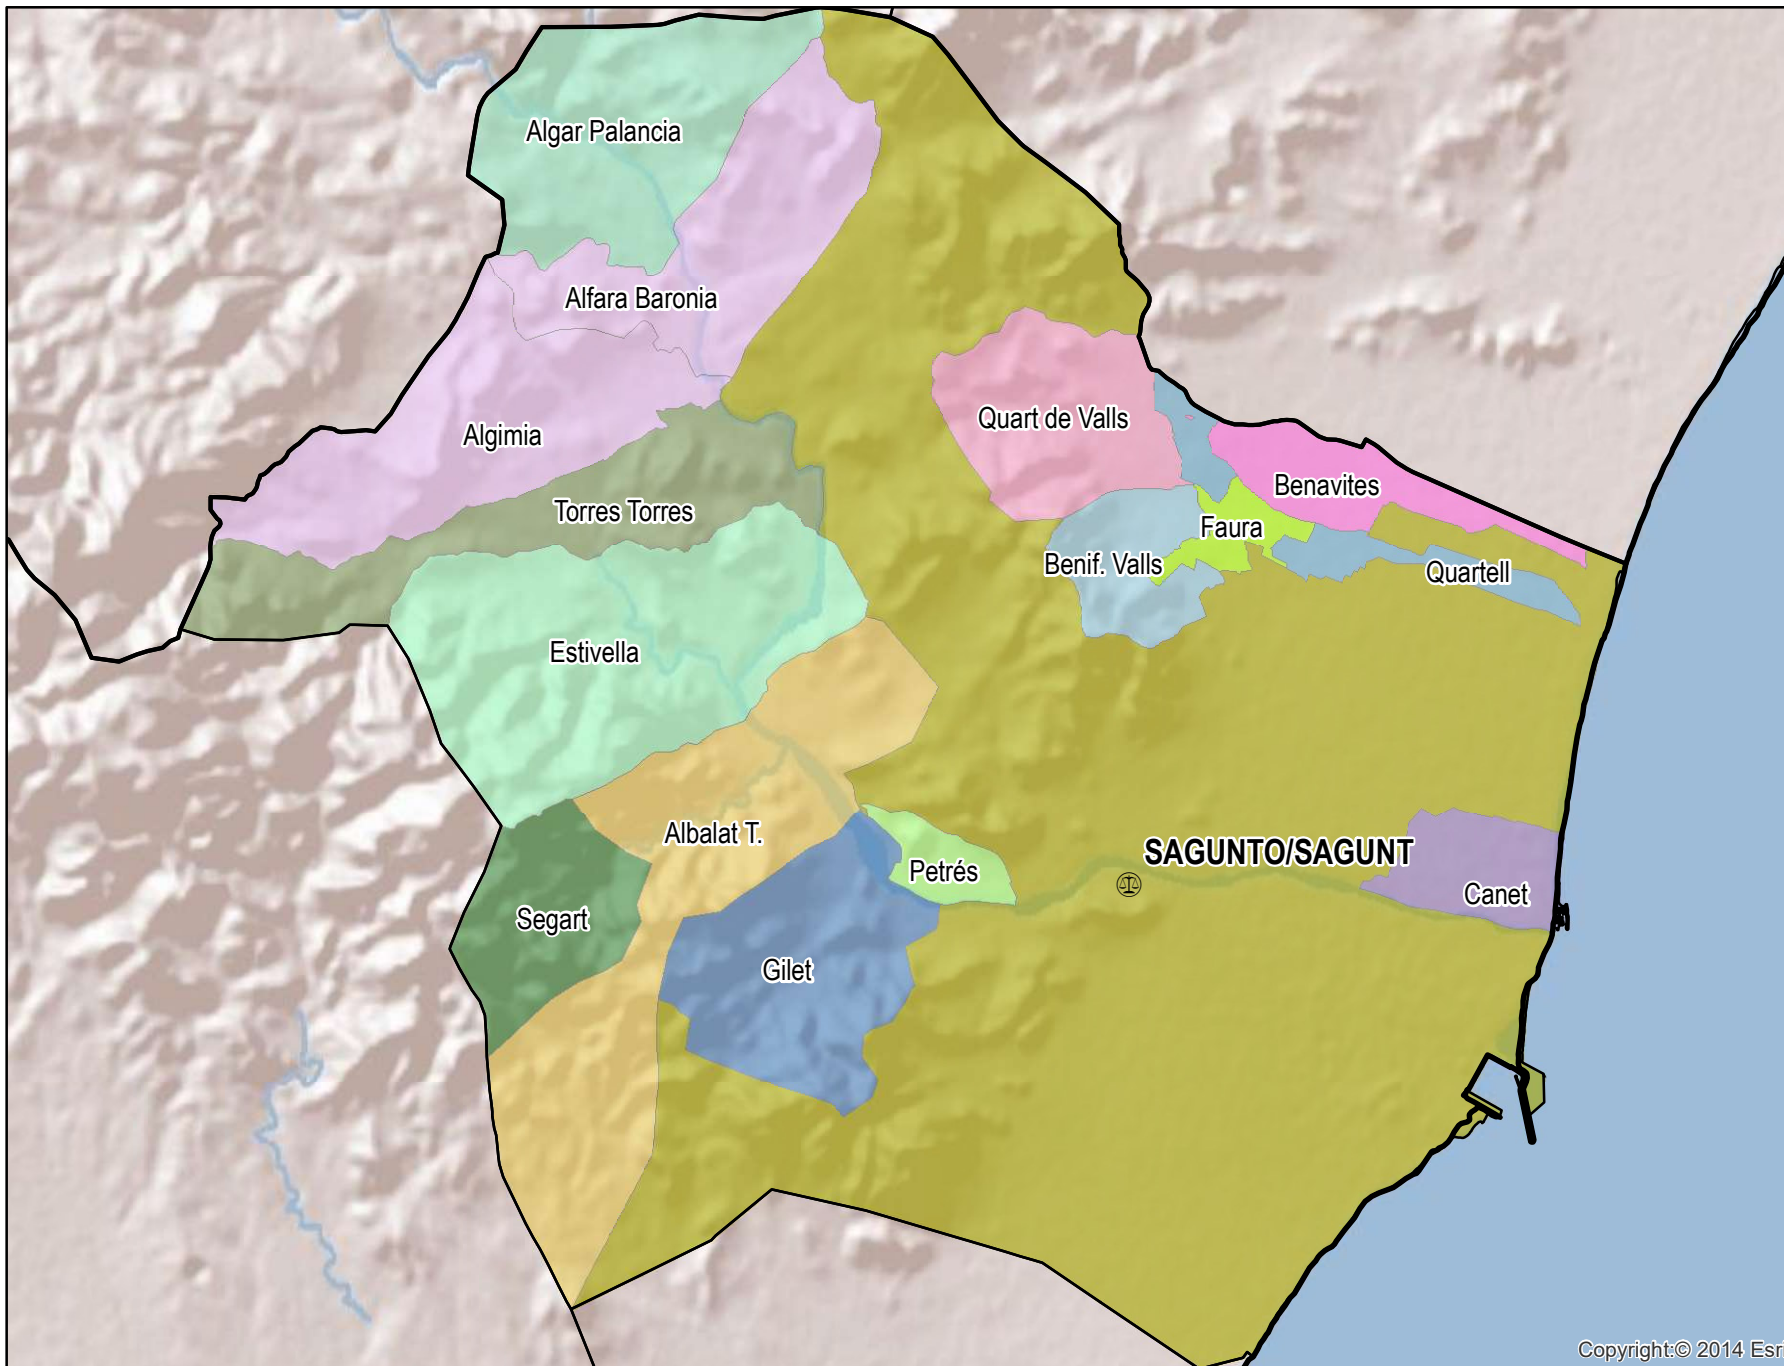 Algar Palancia
Alfara Baronia
Algimia
Quart de Valls
Benavites
Torres Torres
Faura
Benif. Valls
Quartell
Estivella
Albalat T.
SAGUNTO/SAGUNT
Petrés
Canet
Segart
Gilet
Copyright:© 2014 Esri